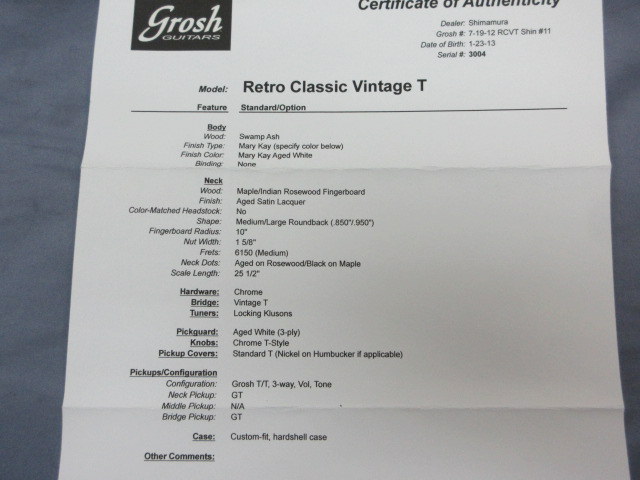 Grosh
GUITARS
Certificate of Authenticity
Dealer: Shimamura
Grosh #: 7-19-12 RCVT Shin #11
Date of Birth: 1-23-13
Serial #: 3004
Model: Retro Classic Vintage T
Feature Standard/Option
Body
Wood: Swamp Ash
Finish Type: Mary Kay (specify color below)
Finish Color: Mary Kay Aged White
Binding: None
Neck
Wood: Maple/Indian Rosewood Fingerboard
Finish: Aged Satin Lacquer
Color-Matched Headstock: No
Shape: Medium/Large Roundback (.850"/.950")
Fingerboard Radius: 10"
Nut Width: 1 5/8"
Frets: 6150 (Medium)
Neck Dots: Aged on Rosewood/Black on Maple
Scale Length: 25 1/2"
Hardware: Chrome
Bridge: Vintage T
Tuners: Locking Klusons
Pickguard: Aged White (3-ply)
Knobs: Chrome T-Style
Pickup Covers: Standard T (Nickel on Humbucker if applicable)
Pickups/Configuration
Configuration: Grosh T/T, 3-way, Vol, Tone
Neck Pickup: GT
Middle Pickup: N/A
Bridge Pickup: GT
Case: Custom-fit, hardshell case
Other Comments: